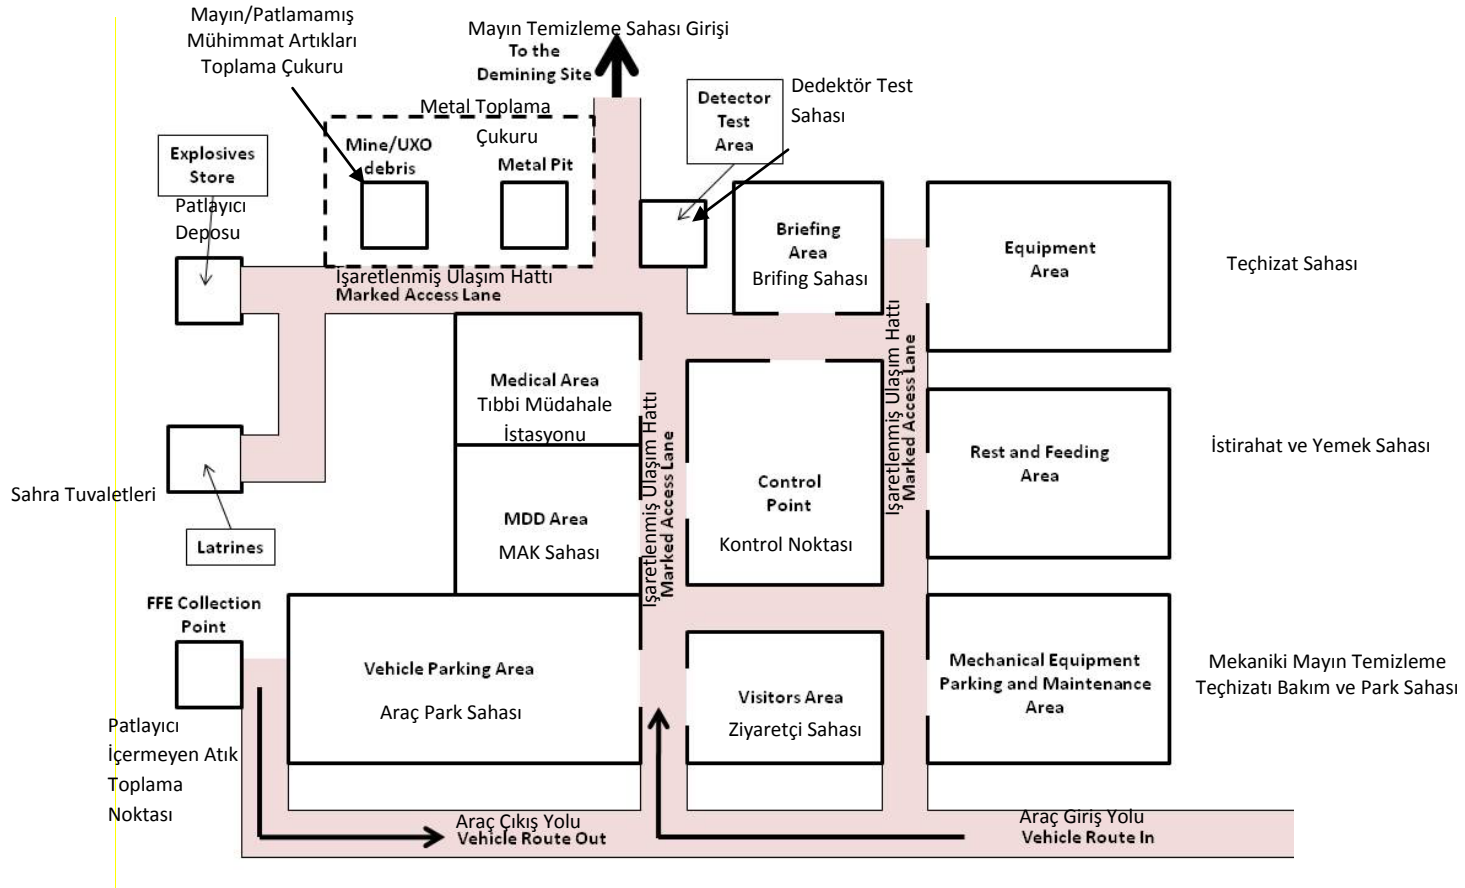 Mayın/Patlamamış
Mühimmat Artıkları
Toplama Çukuru
Mayın Temizleme Sahası Girişi
To the
Demining Site
Dedektör Test
Sahası
Detector
Test
Area
Metal Toplama
Çukuru
Mine/UXO
debris
Metal Pit
Explosives
Store
Patlayıcı
Deposu
Briefing
Area
Brifing Sahası
Equipment
Area
Teçhizat Sahası
İşaretlenmiş Ulaşım Hattı
Marked Access Lane
İşaretlenmiş Ulaşım Hattı
Marked Access Lane
Medical Area
Tıbbi Müdahale
İstasyonu
İşaretlenmiş Ulaşım Hattı
Marked Access Lane
Rest and Feeding
Area
İstirahat ve Yemek Sahası
Control
Point
Kontrol Noktası
Sahra Tuvaletleri
Latrines
MDD Area
MAK Sahası
FFE Collection
Point
Vehicle Parking Area
Araç Park Sahası
Visitors Area
Ziyaretçi Sahası
Mechanical Equipment
Parking and Maintenance
Area
Mekaniki Mayın Temizleme
Teçhizatı Bakım ve Park Sahası
Patlayıcı
İçermeyen Atık
Toplama
Noktası
Araç Çıkış Yolu
Vehicle Route Out
Araç Giriş Yolu
Vehicle Route In